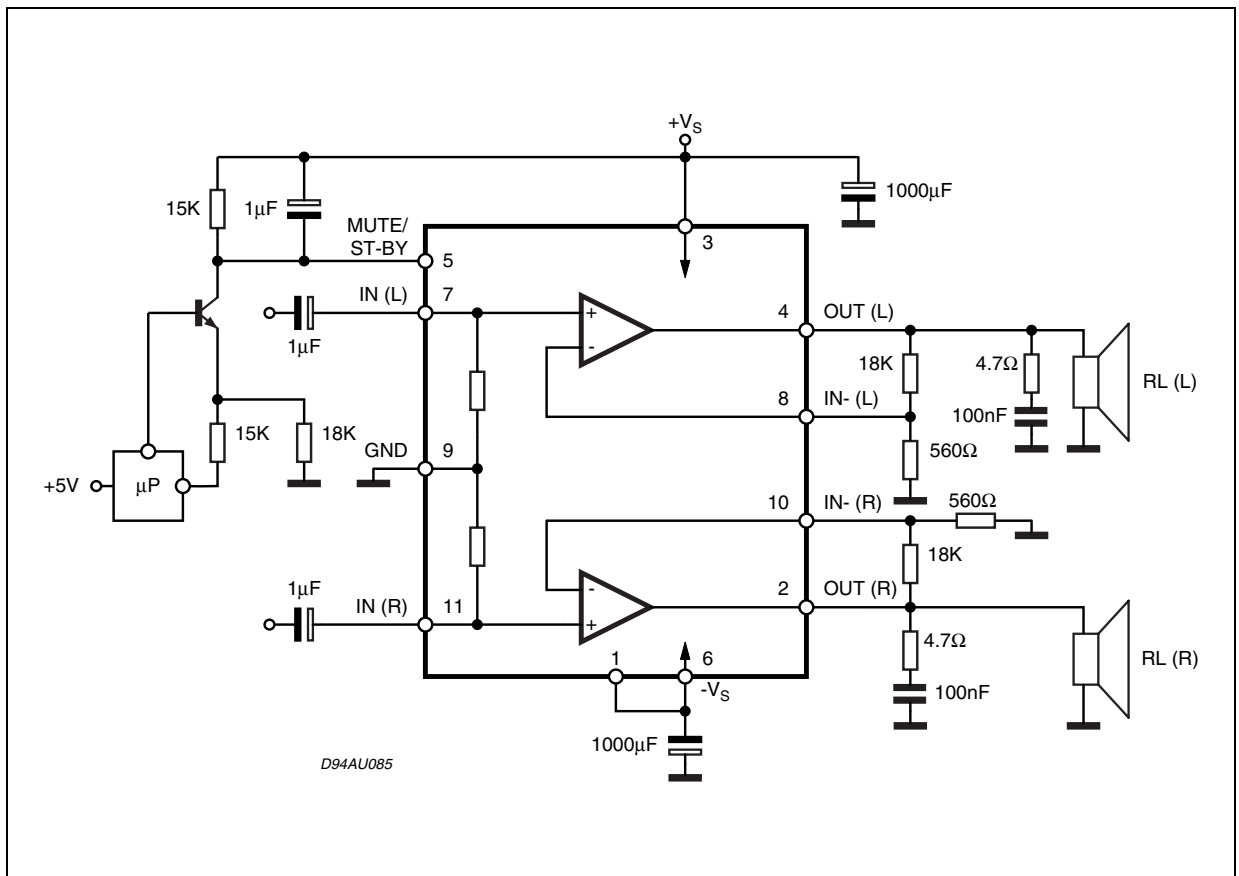 +VS
1000µF
15K
1µF
MUTE/
ST-BY
5
3
IN (L)
7
1µF
4
OUT (L)
+
-
18K
4.7Ω
RL (L)
8
IN- (L)
100nF
15K
18K
GND
9
560Ω
+5V
µP
10
IN- (R)
560Ω
18K
1µF
IN (R)
11
-
+
2
OUT (R)
4.7Ω
RL (R)
1
6
-VS
100nF
1000µF
D94AU085